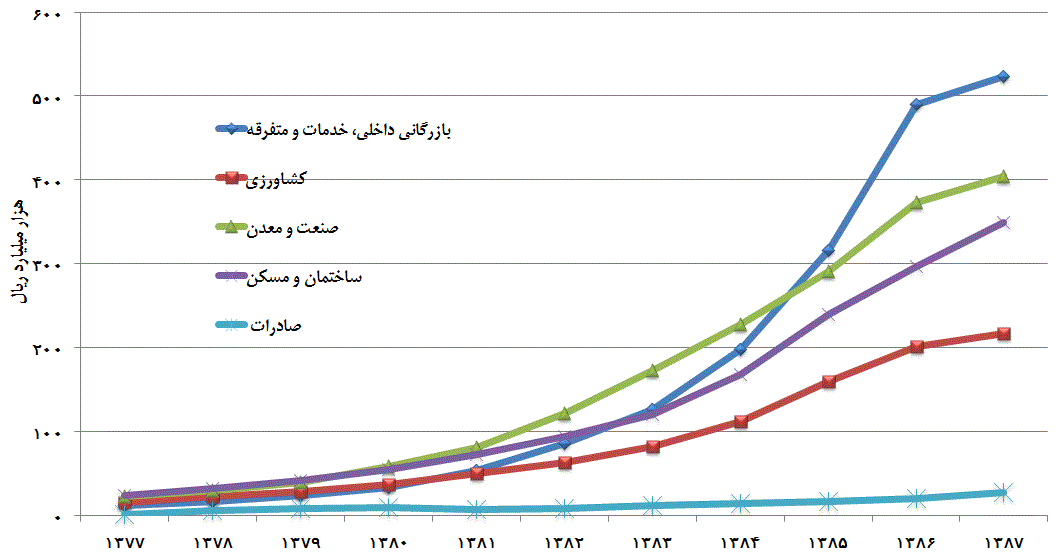 ۶۰۰
۵۰۰
۴۰۰
۳۰۰
۲۰۰
۱۰۰
۰
هزار میلیارد ریال
بازرگانی داخلی، خدمات و متفرقه
کشاورزی
صنعت و معدن
ساختمان و مسکن
صادرات
۱۳۷۷ ۱۳۷۸ ۱۳۷۹ ۱۳۸۰ ۱۳۸۱ ۱۳۸۲ ۱۳۸۳ ۱۳۸۴ ۱۳۸۵ ۱۳۸۶ ۱۳۸۷